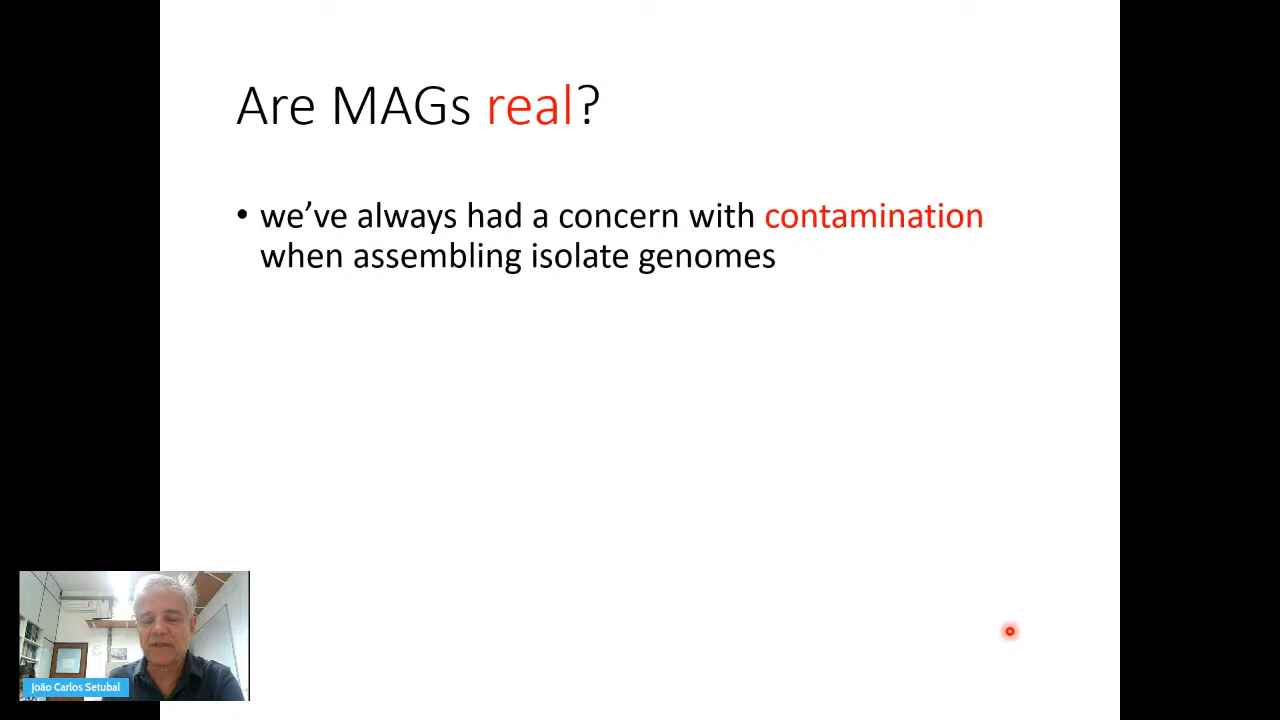 Are MAGs real?
• we’ve always had a concern with contamination
when assembling isolate genomes
João Carlos Setubal